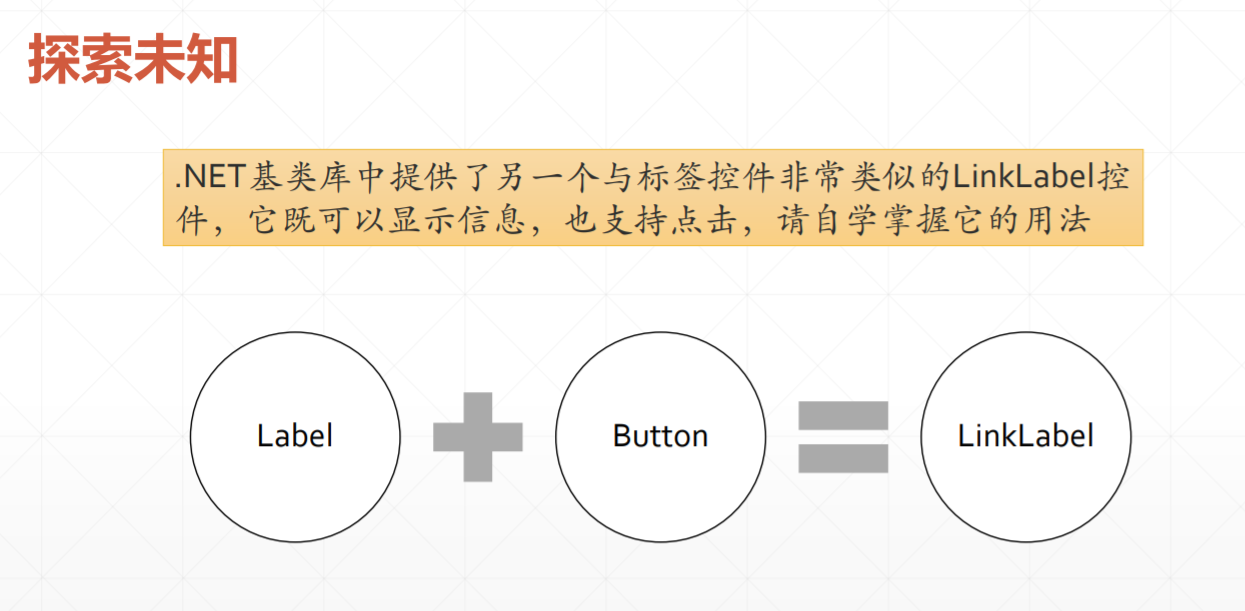 探索未知
.NET基类库中提供了另一个与标签控件非常类似的LinkLabel控
件，它既可以显示信息，也支持点击，请自学掌握它的用法
Label
Button
LinkLabel